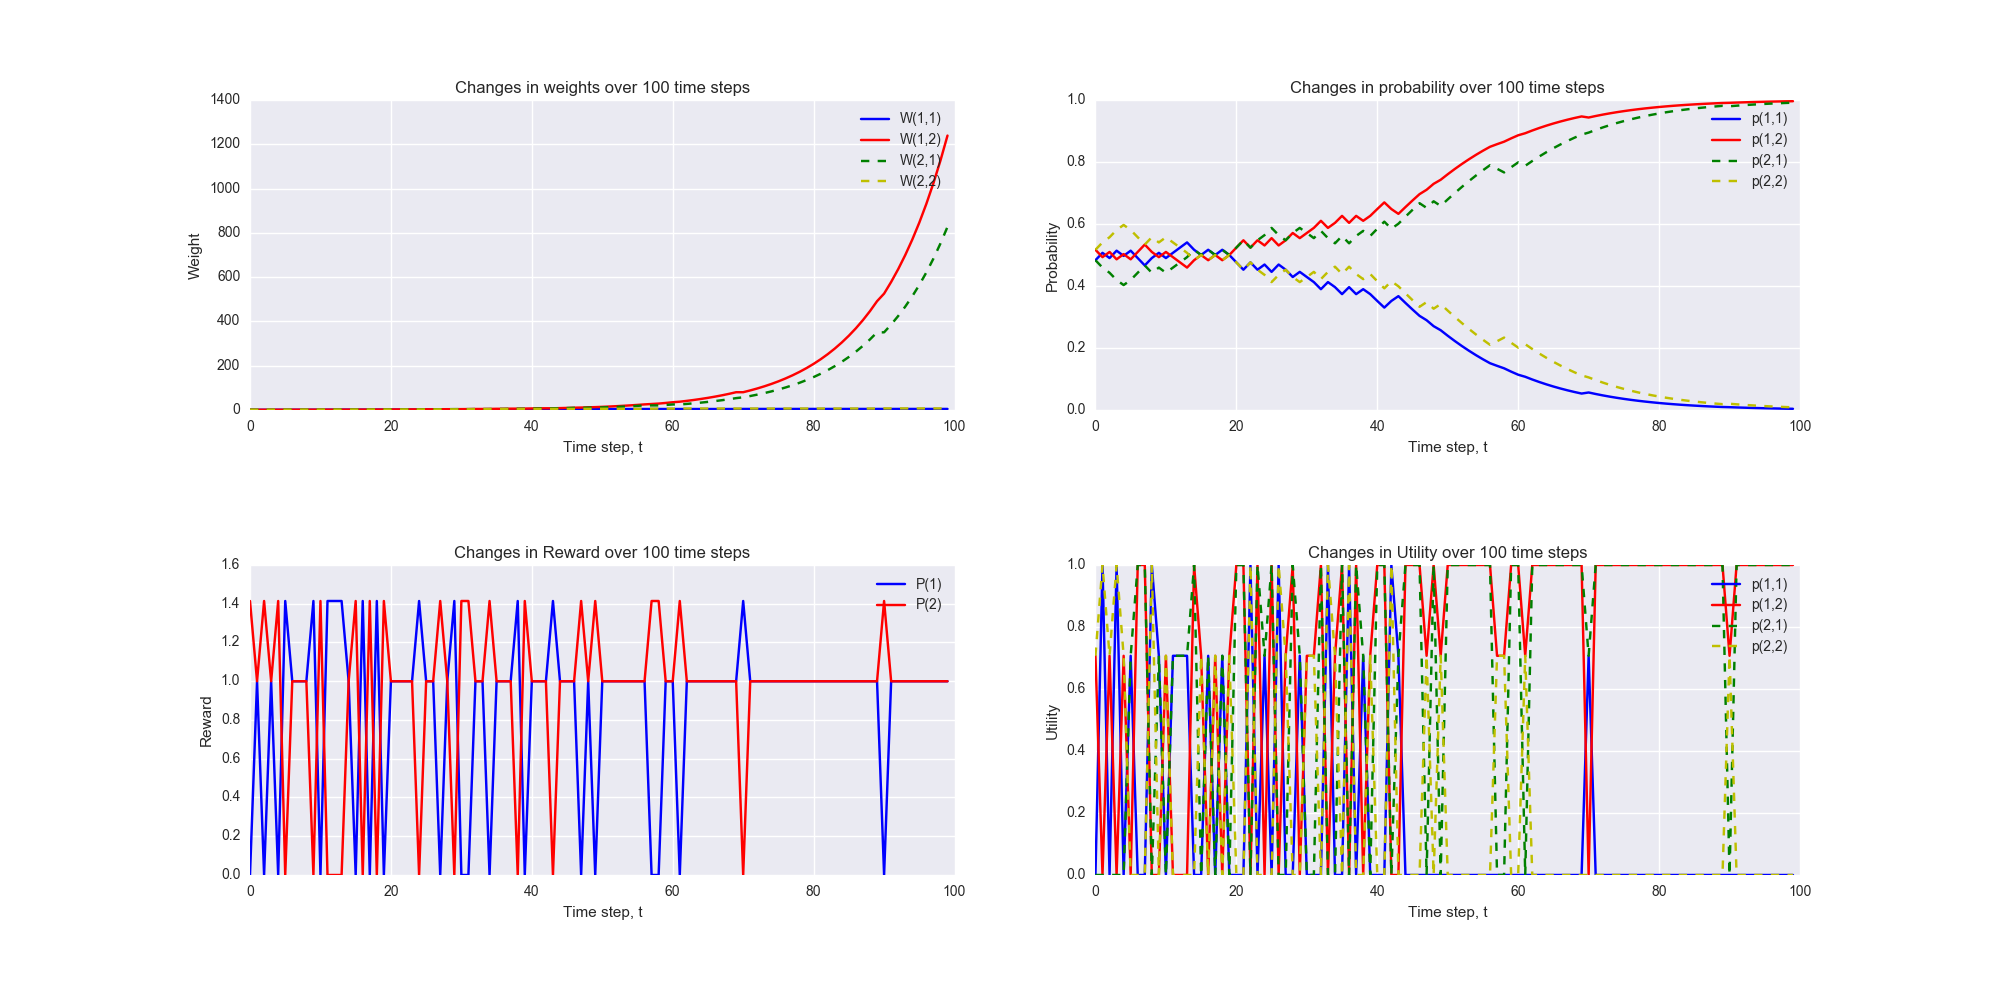 Changes in weights over 100 time steps
1400
1200
1000
800
600
400
200
0
Weight
W(1,1)
W(1,2)
W(2,1)
W(2,2)
0 20 40 60 80 100
Time step, t
Changes in probability over 100 time steps
1.0
0.8
0.6
0.4
0.2
0.0
Probability
p(1,1)
p(1,2)
p(2,1)
p(2,2)
0 20 40 60 80 100
Time step, t
Changes in Reward over 100 time steps
1.6
1.4
1.2
1.0
0.8
0.6
0.4
0.2
0.0
Reward
P(1)
P(2)
0 20 40 60 80 100
Time step, t
Changes in Utility over 100 time steps
1.0
0.8
0.6
0.4
0.2
0.0
Utility
p(1,1)
p(1,2)
p(2,1)
p(2,2)
0 20 40 60 80 100
Time step, t